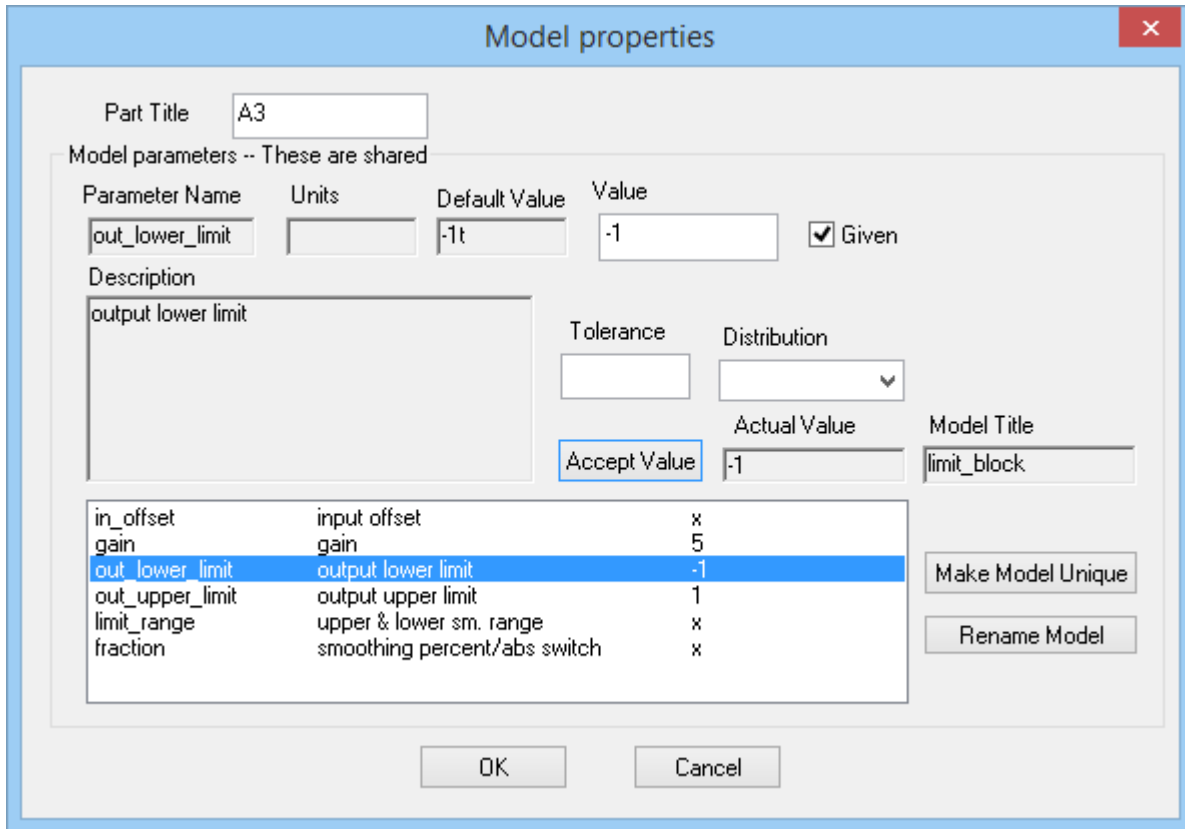 Model properties
Part Title A3
Model parameters -- These are shared
Parameter Name Units Default Value Value
out_lower_limit -1t -1 Given
Description
output lower limit
Tolerance Distribution
Actual Value Model Title
Accept Value -1 limit_block
in_offset input offset x
gain gain 5
out_lower_limit output lower limit -1
out_upper_limit output upper limit 1
limit_range upper & lower sm. range x
fraction smoothing percent/abs switch x
Make Model Unique
Rename Model
OK Cancel